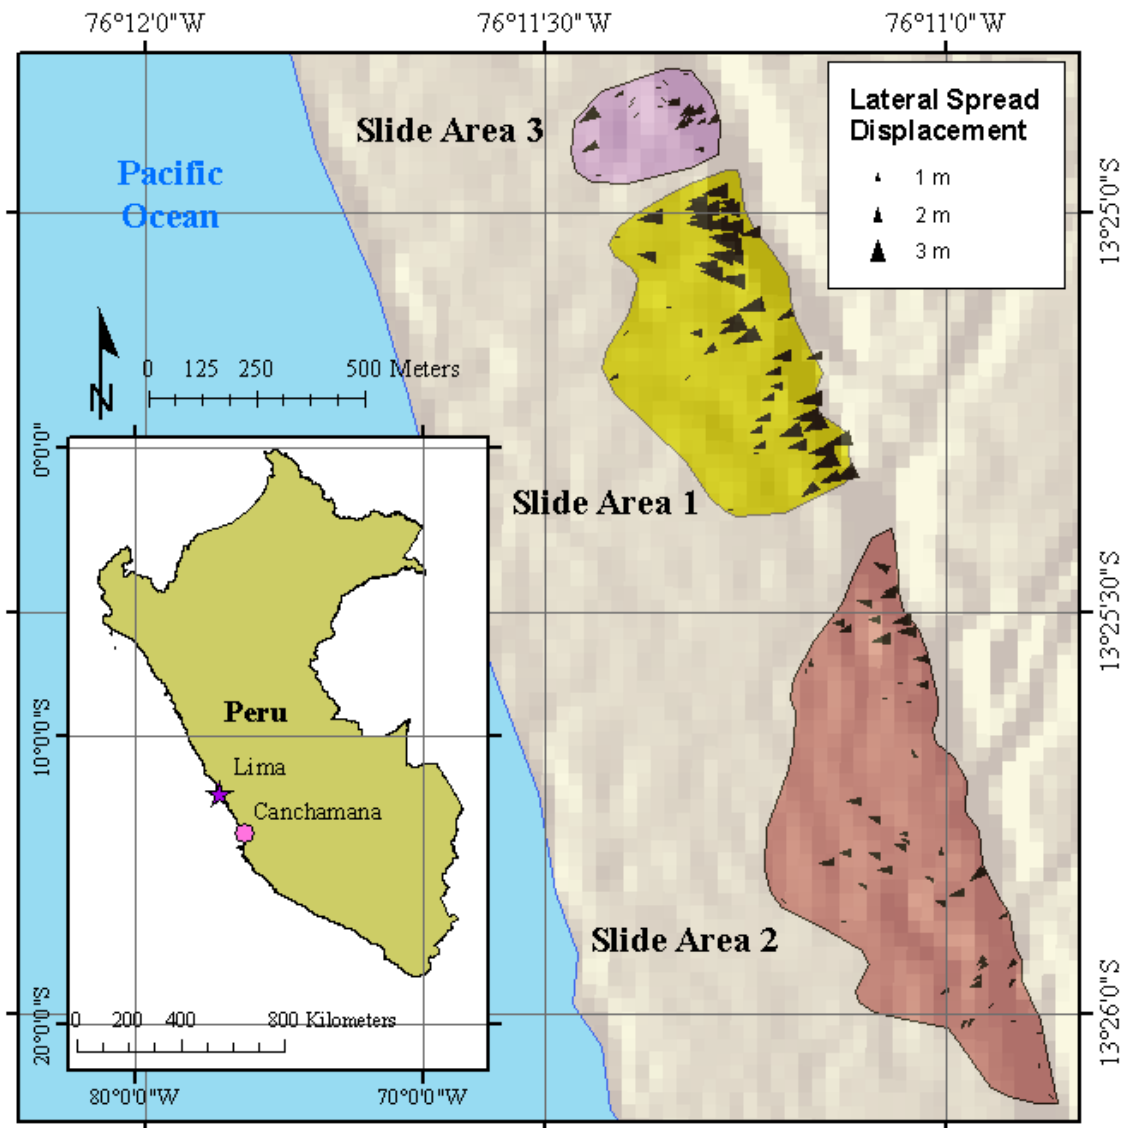 76°12'0"W
76°11'30"W
76°11'0"W
Slide Area 3
Lateral Spread
Displacement
1 m
2 m
3 m
Pacific
Ocean
13°25'0"S
0 125 250 500 Meters
N
Slide Area 1
0°0'0"
13°25'30"S
Peru
10°0'0"S
Lima
Canchamana
Slide Area 2
0 200 400 800 Kilometers
20°0'0"S
13°26'0"S
80°0'0"W
70°0'0"W